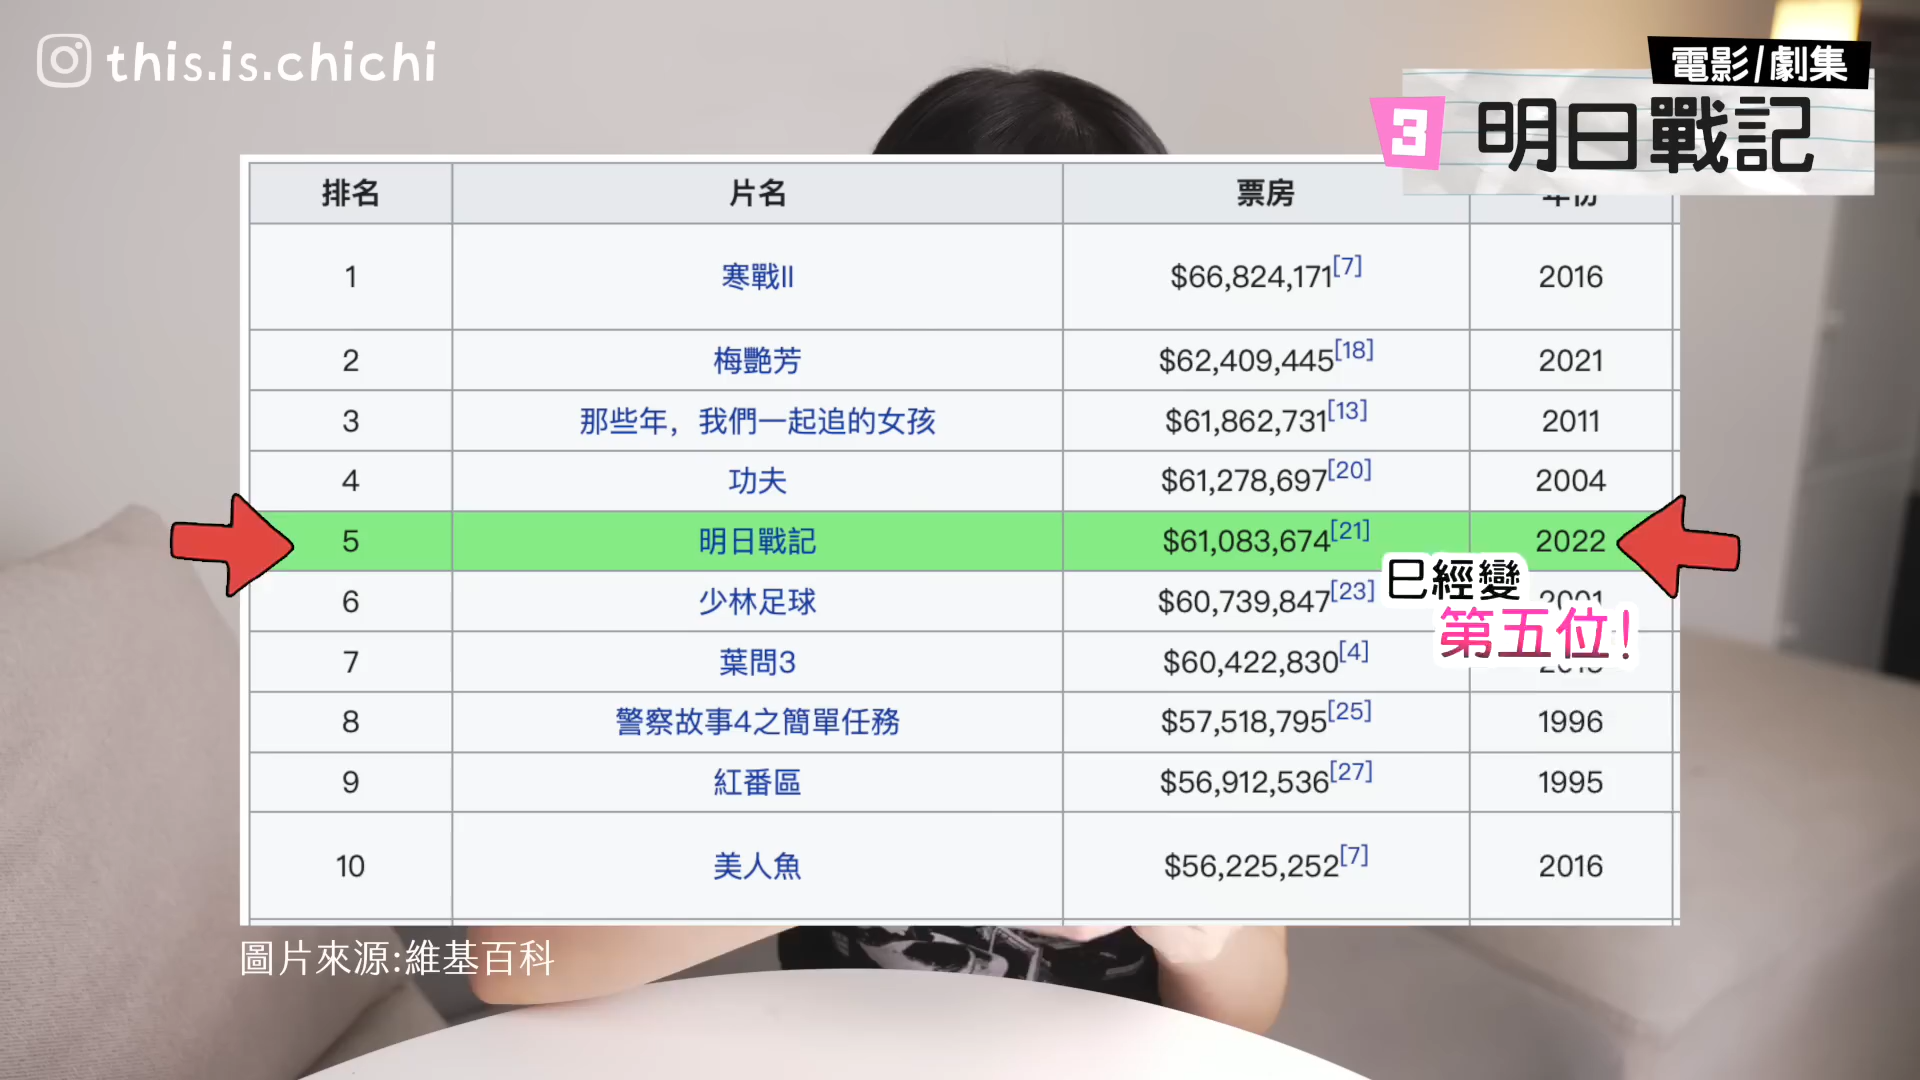 this.is.chichi
電影/劇集
3 明日戰記
排名 片名 票房 年份
1 寒戰II $66,824,171[7] 2016
2 梅艷芳 $62,409,445[18] 2021
3 那些年，我們一起追的女孩 $61,862,731[13] 2011
4 功夫 $61,278,697[20] 2004
5 明日戰記 $61,083,674[21] 2022
已經變
第五位!
6 少林足球 $60,739,847[23] 2001
7 葉問3 $60,422,830[4]
8 警察故事4之簡單任務 $57,518,795[25] 1996
9 紅番區 $56,912,536[27] 1995
10 美人魚 $56,225,252[7] 2016
圖片來源:維基百科